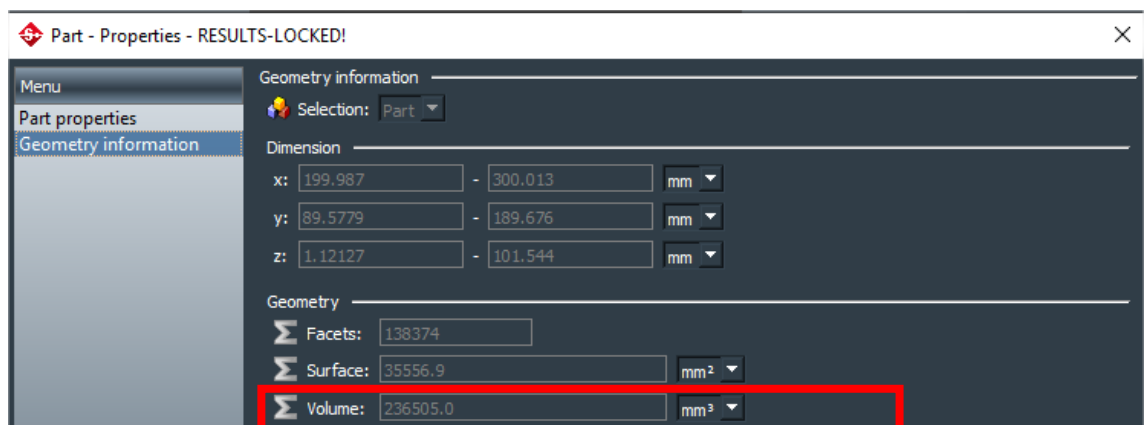 Part - Properties - RESULTS-LOCKED!
Menu
Part properties
Geometry information
Geometry information
Selection: Part
Dimension
x: 199.987 - 300.013 mm
y: 89.5779 - 189.676 mm
z: 1.12127 - 101.544 mm
Geometry
Σ Facets: 138374
Σ Surface: 35556.9 mm²
Σ Volume: 236505.0 mm³